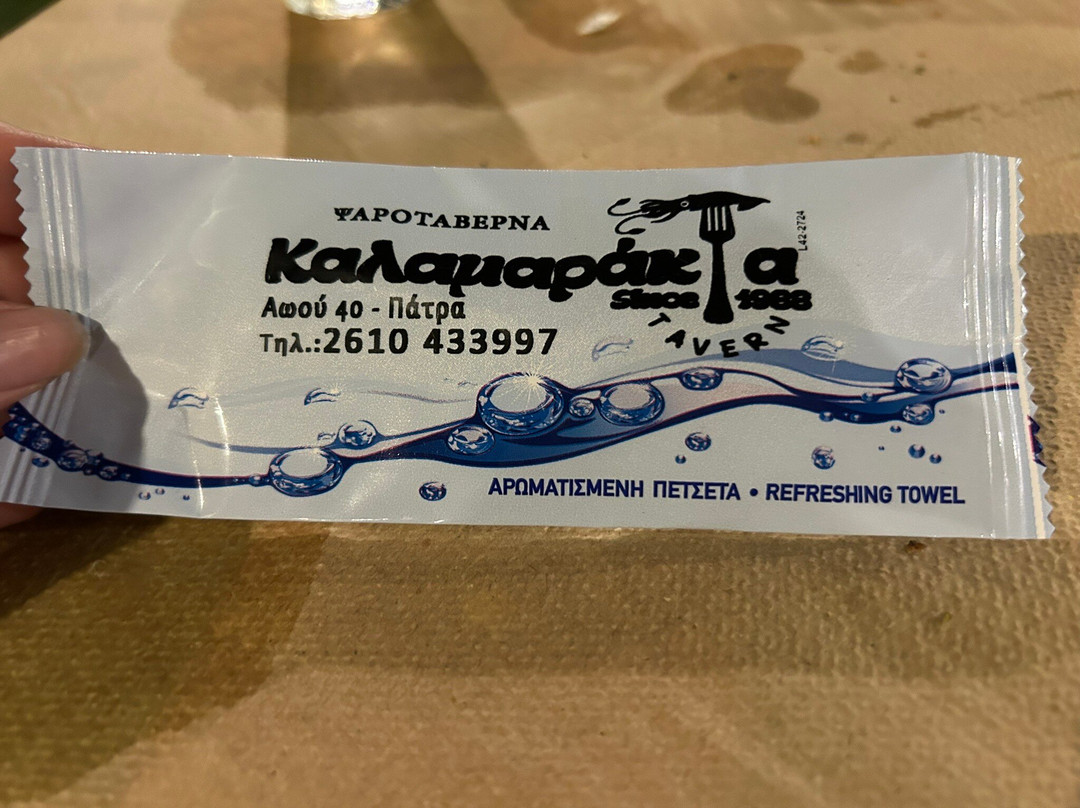 ΨΑΡΟΤΑΒΕΡΝΑ
Καλαμαράκια
Since 1988
TAVERN
L42-2724
Αωού 40 - Πάτρα
Τηλ.:2610 433997
ΑΡΩΜΑΤΙΣΜΕΝΗ ΠΕΤΣΕΤΑ • REFRESHING TOWEL